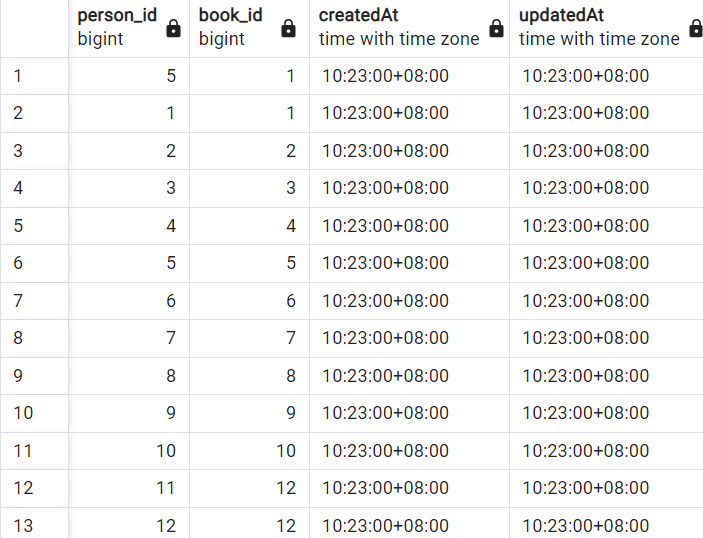 person_id book_id createdAt updatedAt
bigint bigint time with time zone time with time zone
1 5 1 10:23:00+08:00 10:23:00+08:00
2 1 1 10:23:00+08:00 10:23:00+08:00
3 2 2 10:23:00+08:00 10:23:00+08:00
4 3 3 10:23:00+08:00 10:23:00+08:00
5 4 4 10:23:00+08:00 10:23:00+08:00
6 5 5 10:23:00+08:00 10:23:00+08:00
7 6 6 10:23:00+08:00 10:23:00+08:00
8 7 7 10:23:00+08:00 10:23:00+08:00
9 8 8 10:23:00+08:00 10:23:00+08:00
10 9 9 10:23:00+08:00 10:23:00+08:00
11 10 10 10:23:00+08:00 10:23:00+08:00
12 11 12 10:23:00+08:00 10:23:00+08:00
13 12 12 10:23:00+08:00 10:23:00+08:00